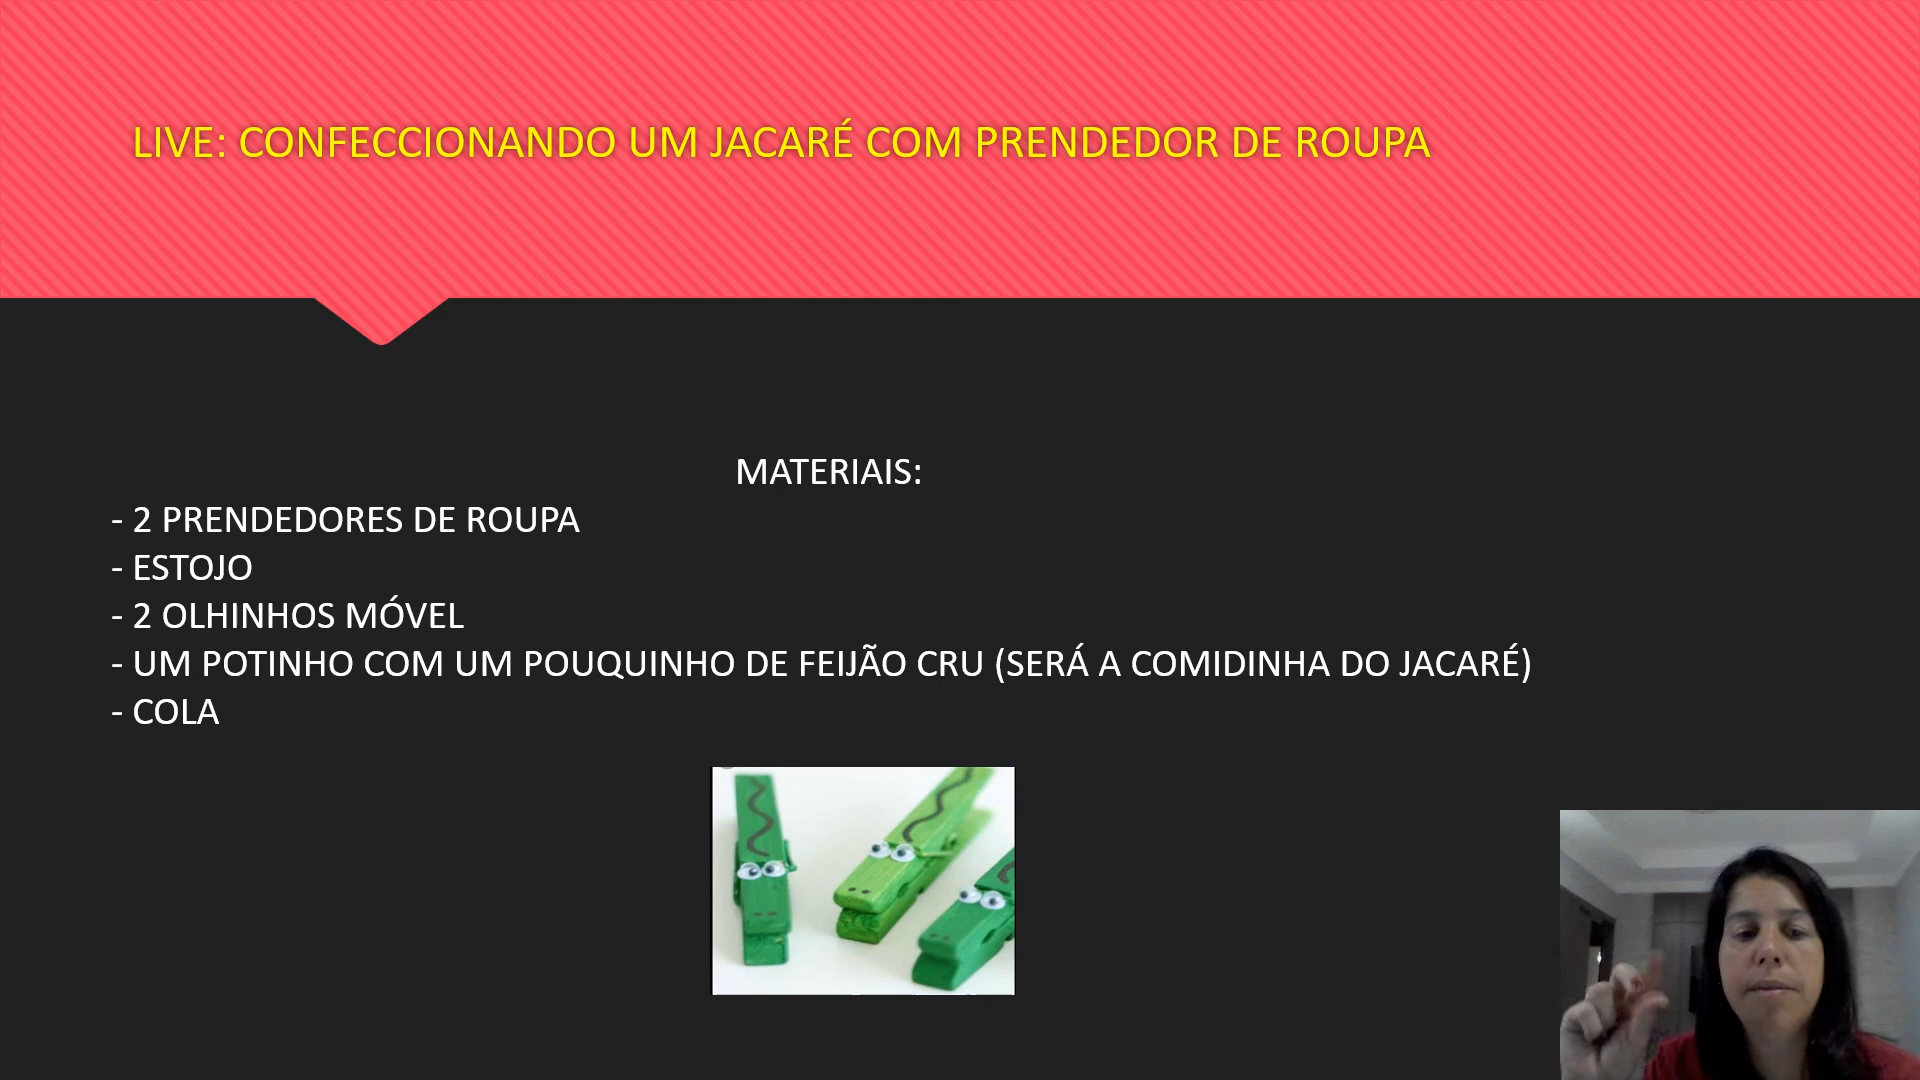 LIVE: CONFECCIONANDO UM JACARÉ COM PRENDEDOR DE ROUPA
MATERIAIS:
- 2 PRENDEDORES DE ROUPA
- ESTOJO
- 2 OLHINHOS MÓVEL
- UM POTINHO COM UM POUQUINHO DE FEIJÃO CRU (SERÁ A COMIDINHA DO JACARÉ)
- COLA